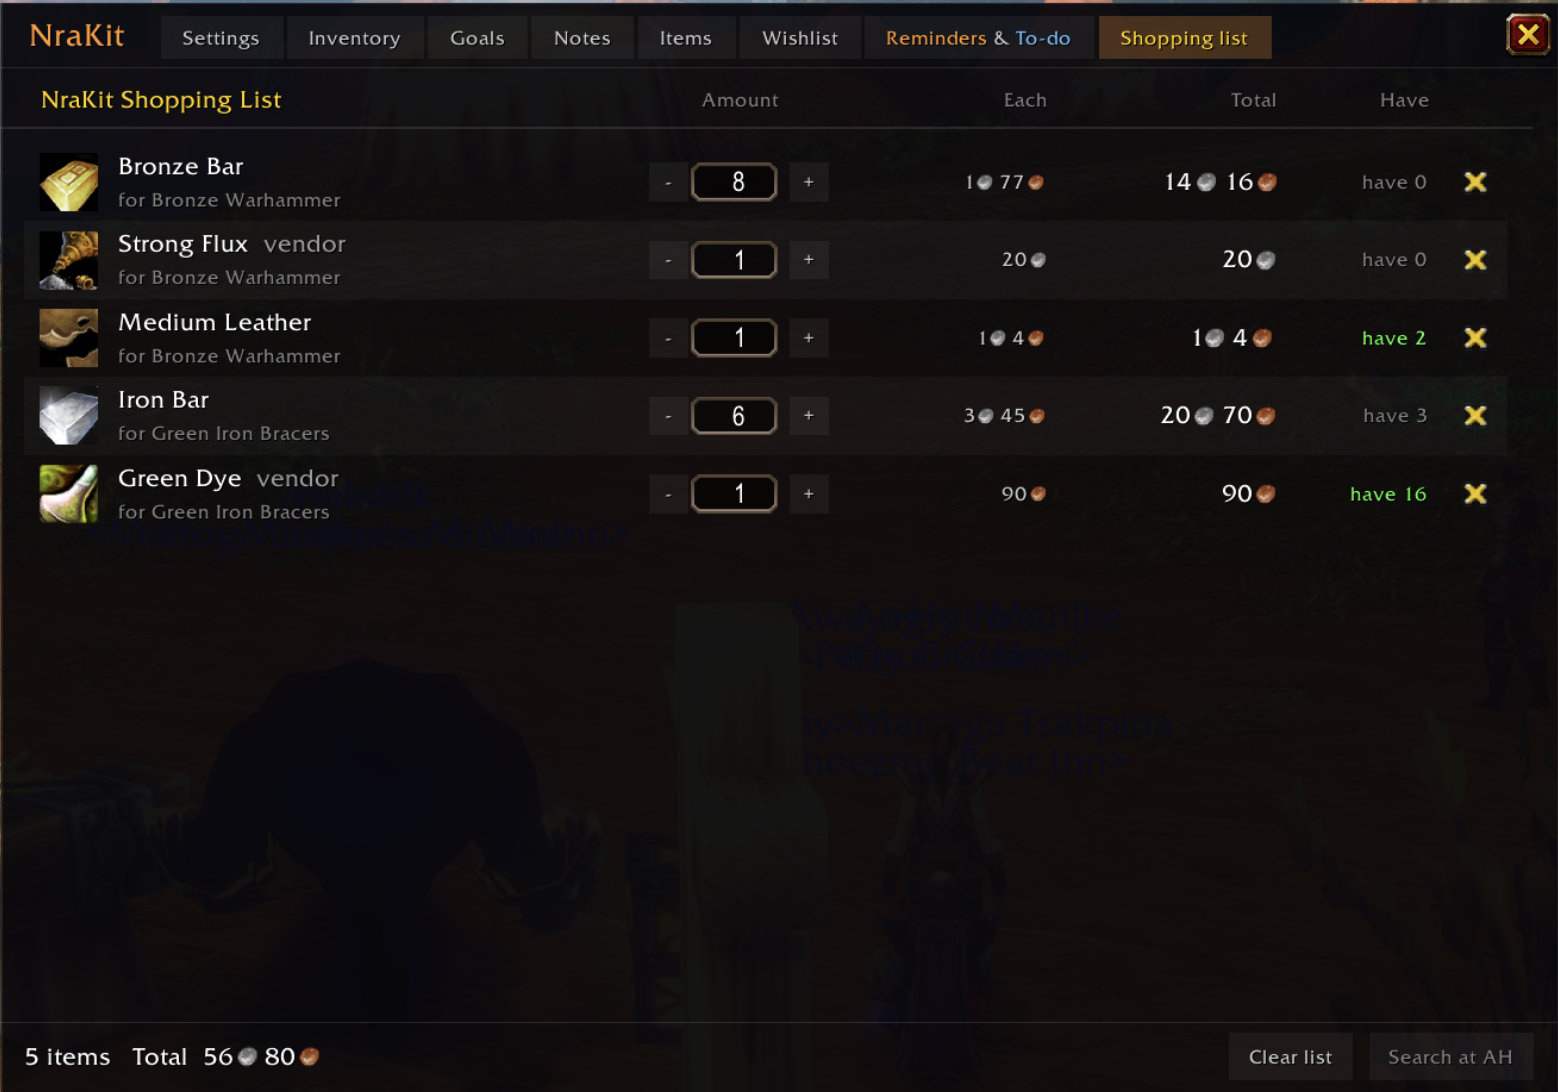 NraKit Settings Inventory Goals Notes Items Wishlist Reminders & To-do Shopping list
NraKit Shopping List Amount Each Total Have
Bronze Bar
for Bronze Warhammer
- 8 + 1 77 14 16 have 0
Strong Flux vendor
for Bronze Warhammer
- 1 + 20 20 have 0
Medium Leather
for Bronze Warhammer
- 1 + 1 4 1 4 have 2
Iron Bar
for Green Iron Bracers
- 6 + 3 45 20 70 have 3
Green Dye vendor
for Green Iron Bracers
- 1 + 90 90 have 16
5 items Total 56 80 Clear list Search at AH